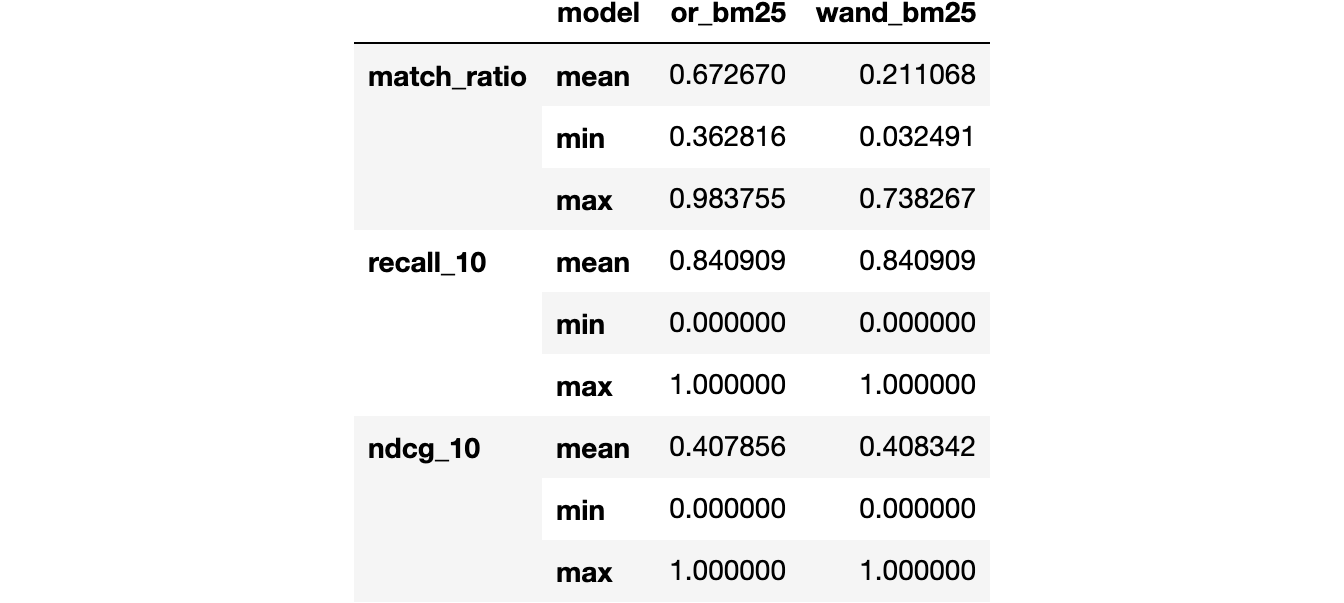 model or_bm25 wand_bm25
match_ratio mean 0.672670 0.211068
min 0.362816 0.032491
max 0.983755 0.738267
recall_10 mean 0.840909 0.840909
min 0.000000 0.000000
max 1.000000 1.000000
ndcg_10 mean 0.407856 0.408342
min 0.000000 0.000000
max 1.000000 1.000000